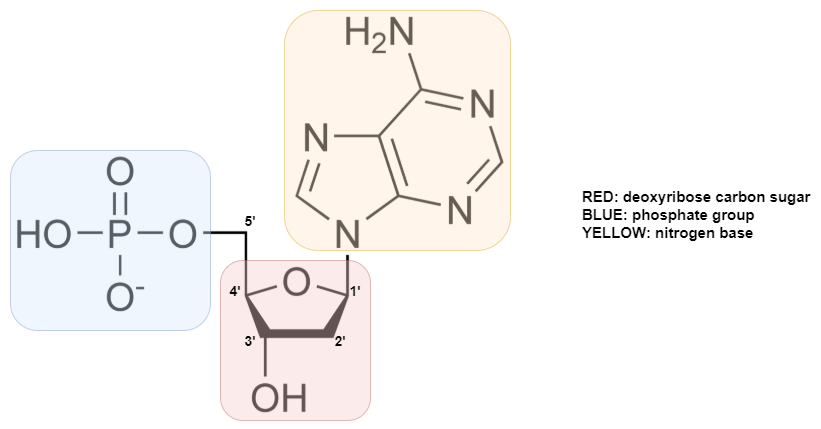 H₂N
N
N
N
N
O
HO
P
O
O⁻
5'
4'
O
1'
3'
2'
OH
RED: deoxyribose carbon sugar
BLUE: phosphate group
YELLOW: nitrogen base